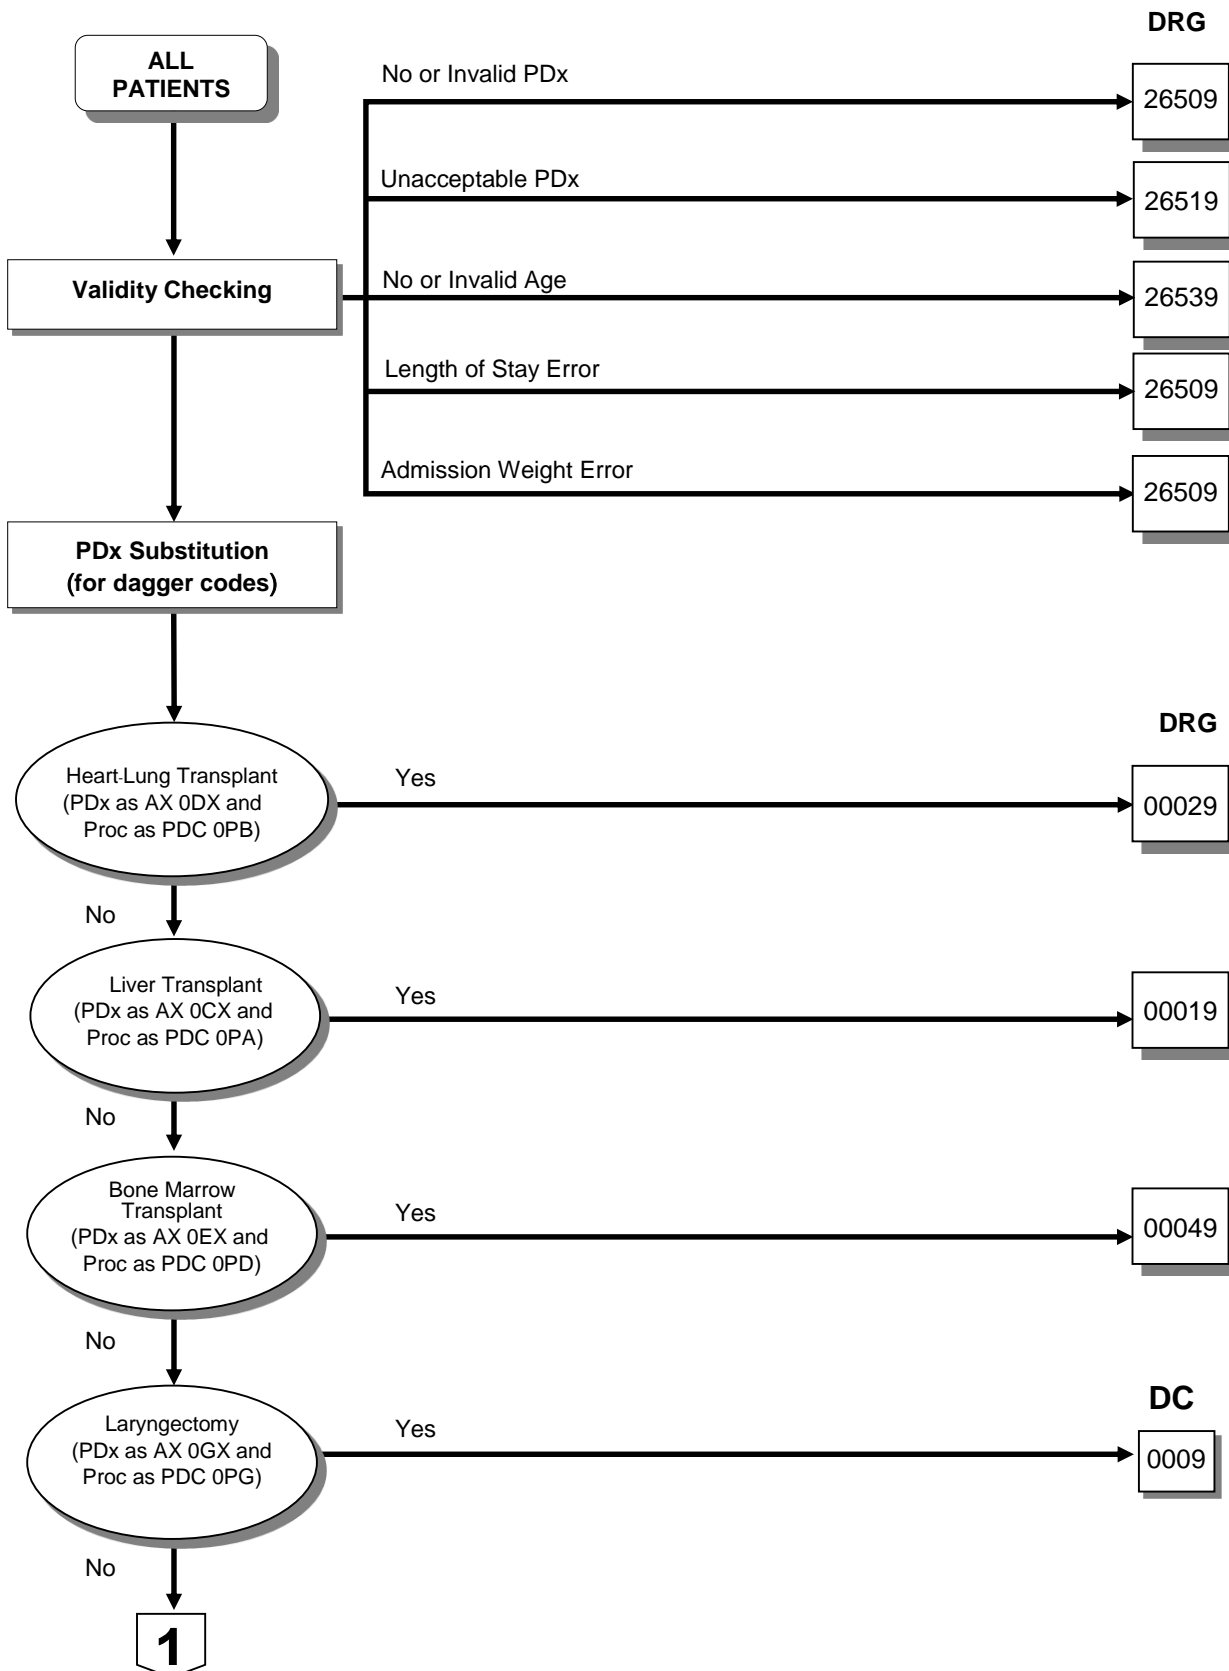 DRG
ALL
PATIENTS
No or Invalid PDx
26509
Unacceptable PDx
26519
Validity Checking
No or Invalid Age
26539
Length of Stay Error
26509
Admission Weight Error
26509
PDx Substitution
(for dagger codes)
DRG
Heart-Lung Transplant
(PDx as AX 0DX and
Proc as PDC 0PB)
Yes
00029
No
Liver Transplant
(PDx as AX 0CX and
Proc as PDC 0PA)
Yes
00019
No
Bone Marrow
Transplant
(PDx as AX 0EX and
Proc as PDC 0PD)
Yes
00049
No
DC
Laryngectomy
(PDx as AX 0GX and
Proc as PDC 0PG)
Yes
0009
No
1